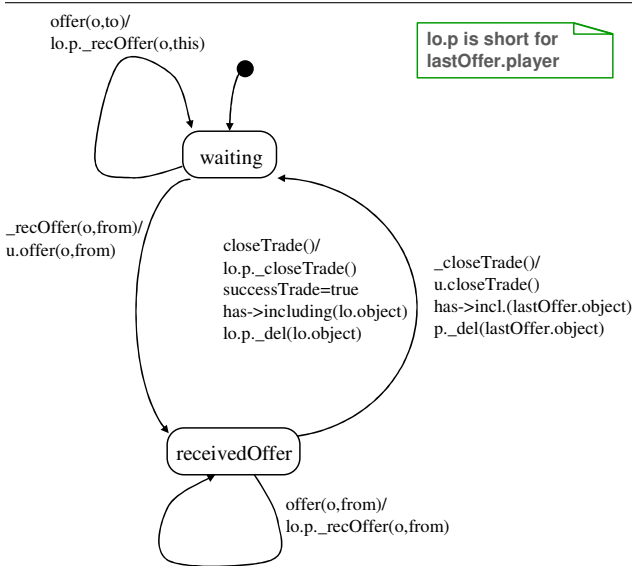 offer(o,to)/
lo.p._recOffer(o,this)
lo.p is short for
lastOffer.player
waiting
_recOffer(o,from)/
u.offer(o,from)
closeTrade()/
lo.p._closeTrade()
successTrade=true
has->including(lo.object)
lo.p._del(lo.object)
_closeTrade()/
u.closeTrade()
has->incl.(lastOffer.object)
p._del(lastOffer.object)
receivedOffer
offer(o,from)/
lo.p._recOffer(o,from)